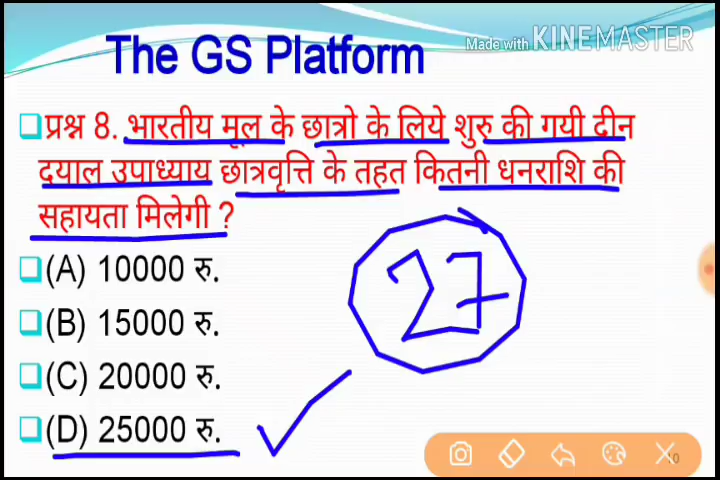 The GS Platform
Made with KINEMASTER
प्रश्न 8. भारतीय मूल के छात्रो के लिये शुरु की गयी दीन
दयाल उपाध्याय छात्रवृत्ति के तहत कितनी धनराशि की
सहायता मिलेगी ?
27
(A) 10000 रु.
(B) 15000 रु.
(C) 20000 रु.
(D) 25000 रु.
10